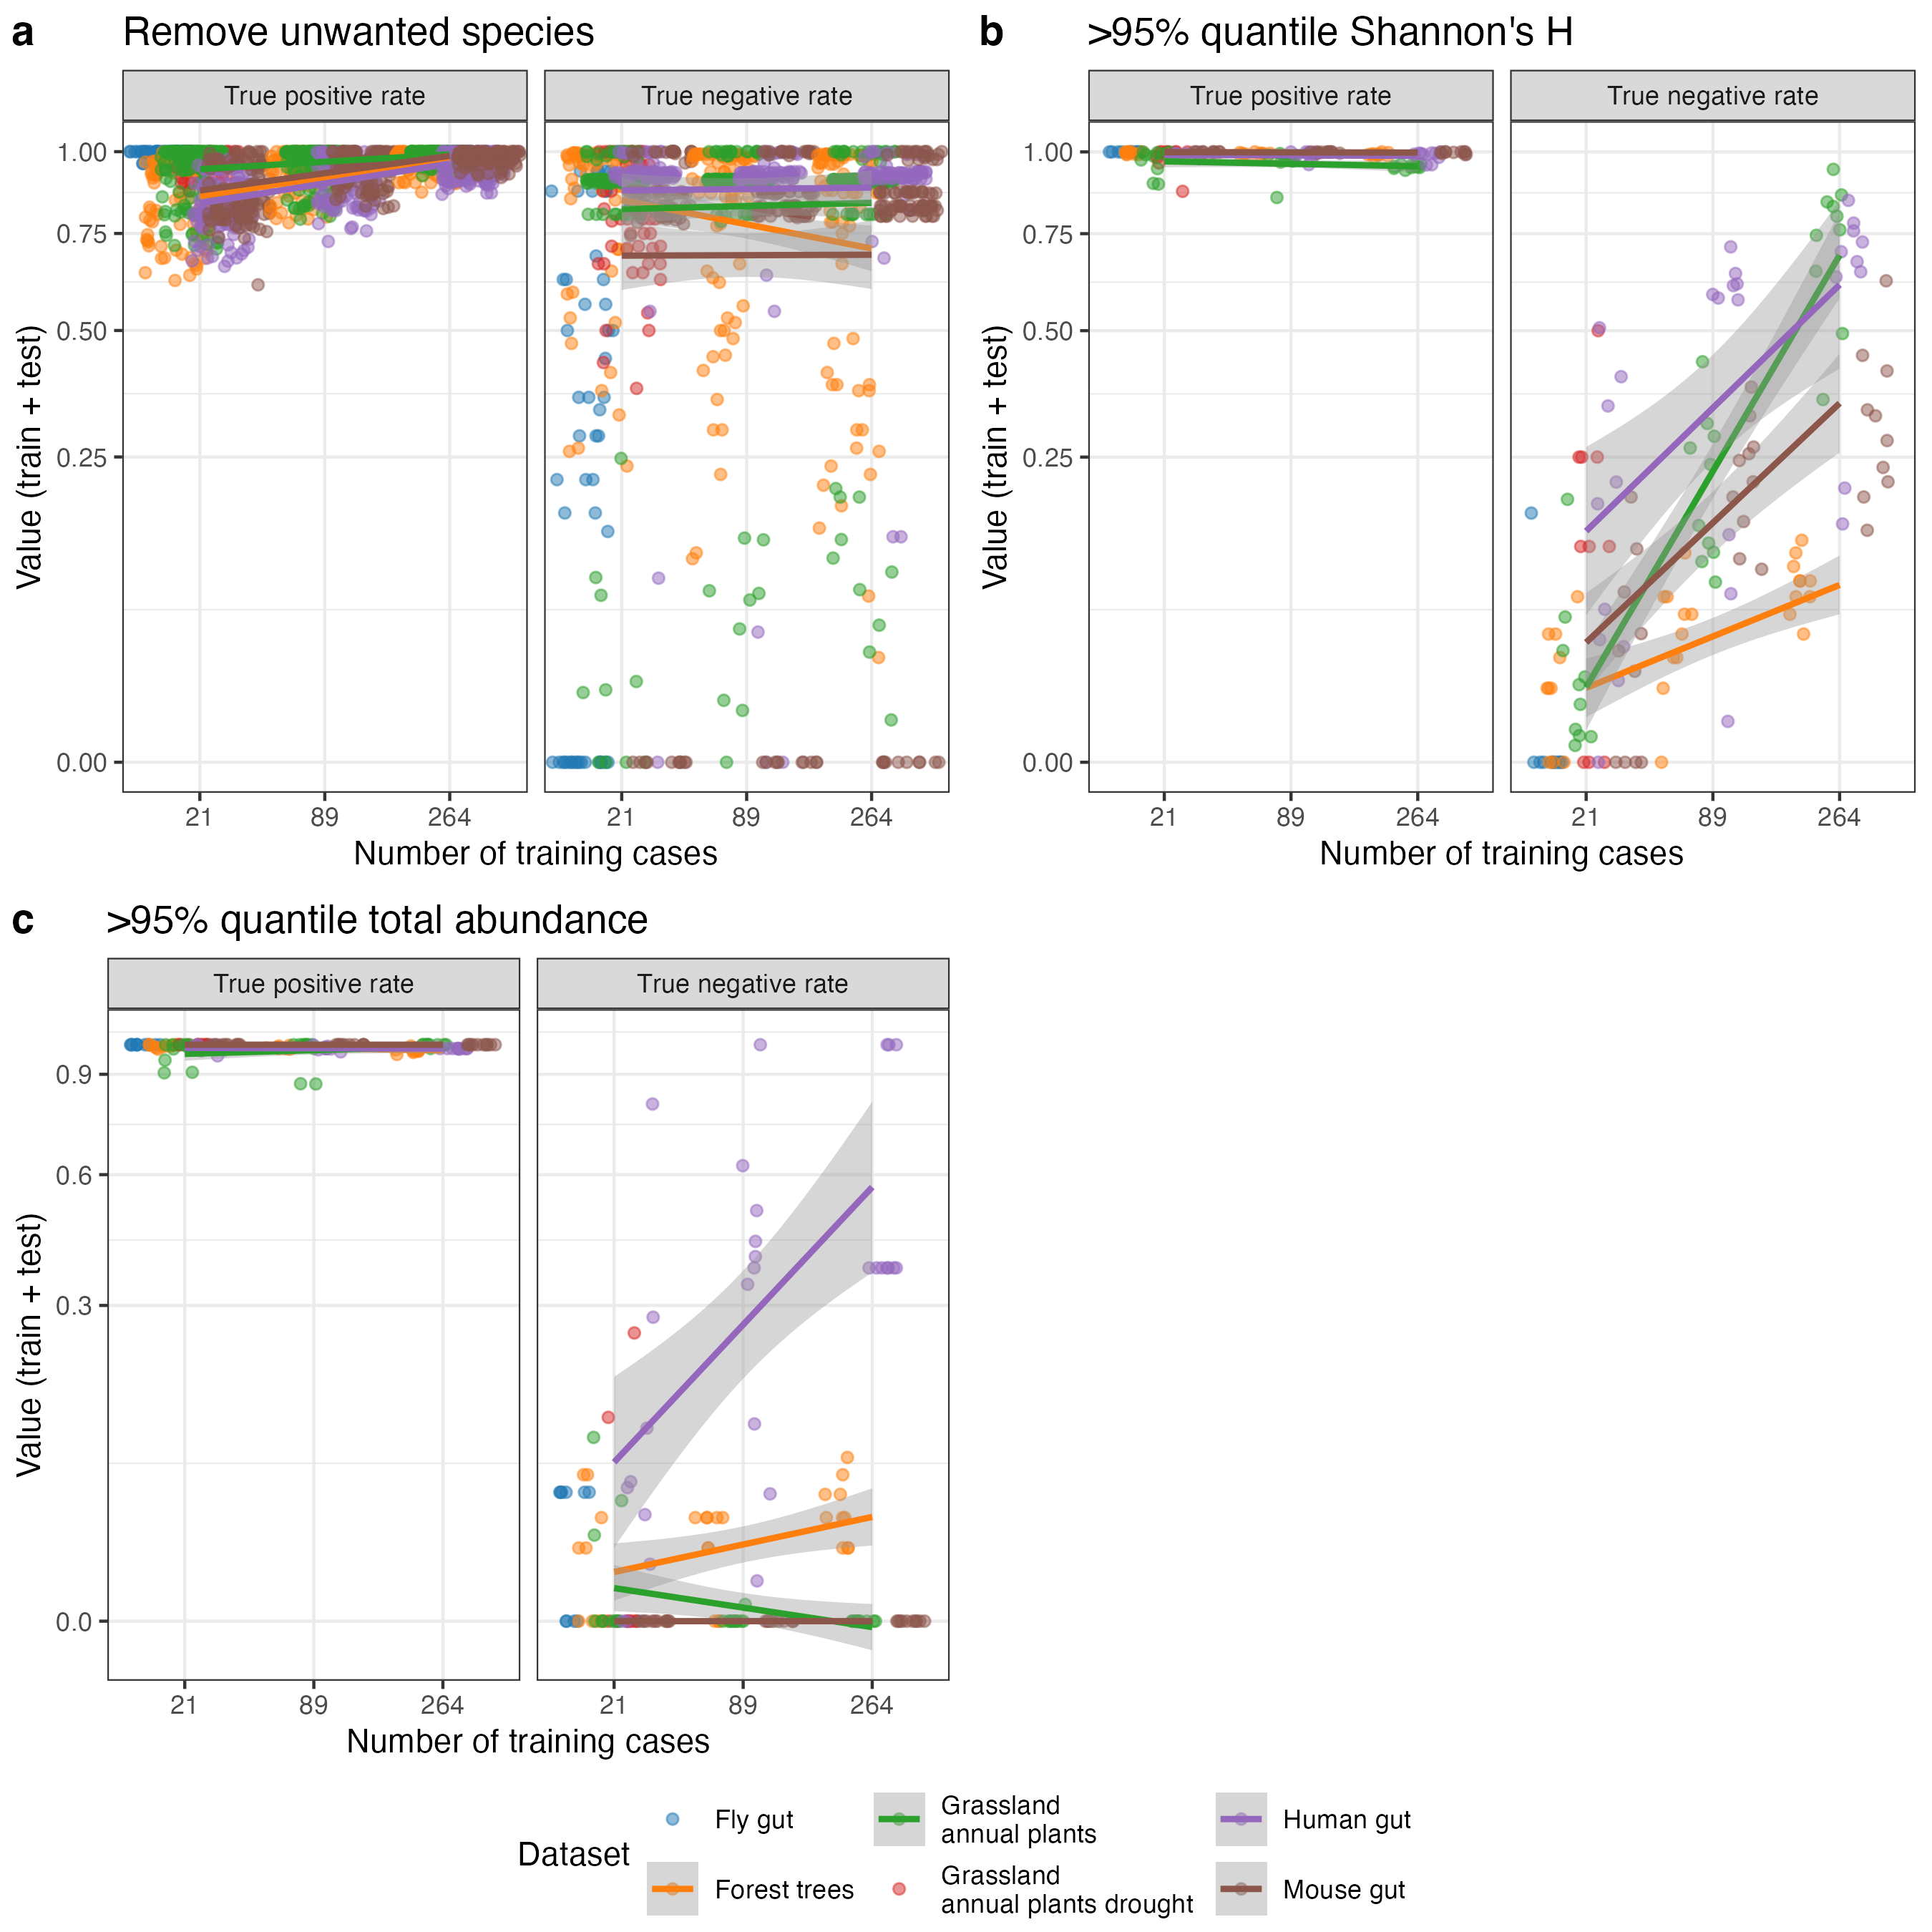 a Remove unwanted species
True positive rate True negative rate
1.00
0.75
0.50
0.25
0.00
Value (train + test)
21 89 264 21 89 264
Number of training cases
b >95% quantile Shannon's H
True positive rate True negative rate
1.00
0.75
0.50
0.25
0.00
Value (train + test)
21 89 264 21 89 264
Number of training cases
c >95% quantile total abundance
True positive rate True negative rate
0.9
0.6
0.3
0.0
Value (train + test)
21 89 264 21 89 264
Number of training cases
Dataset
Fly gut
Forest trees
Grassland
annual plants
Grassland
annual plants drought
Human gut
Mouse gut